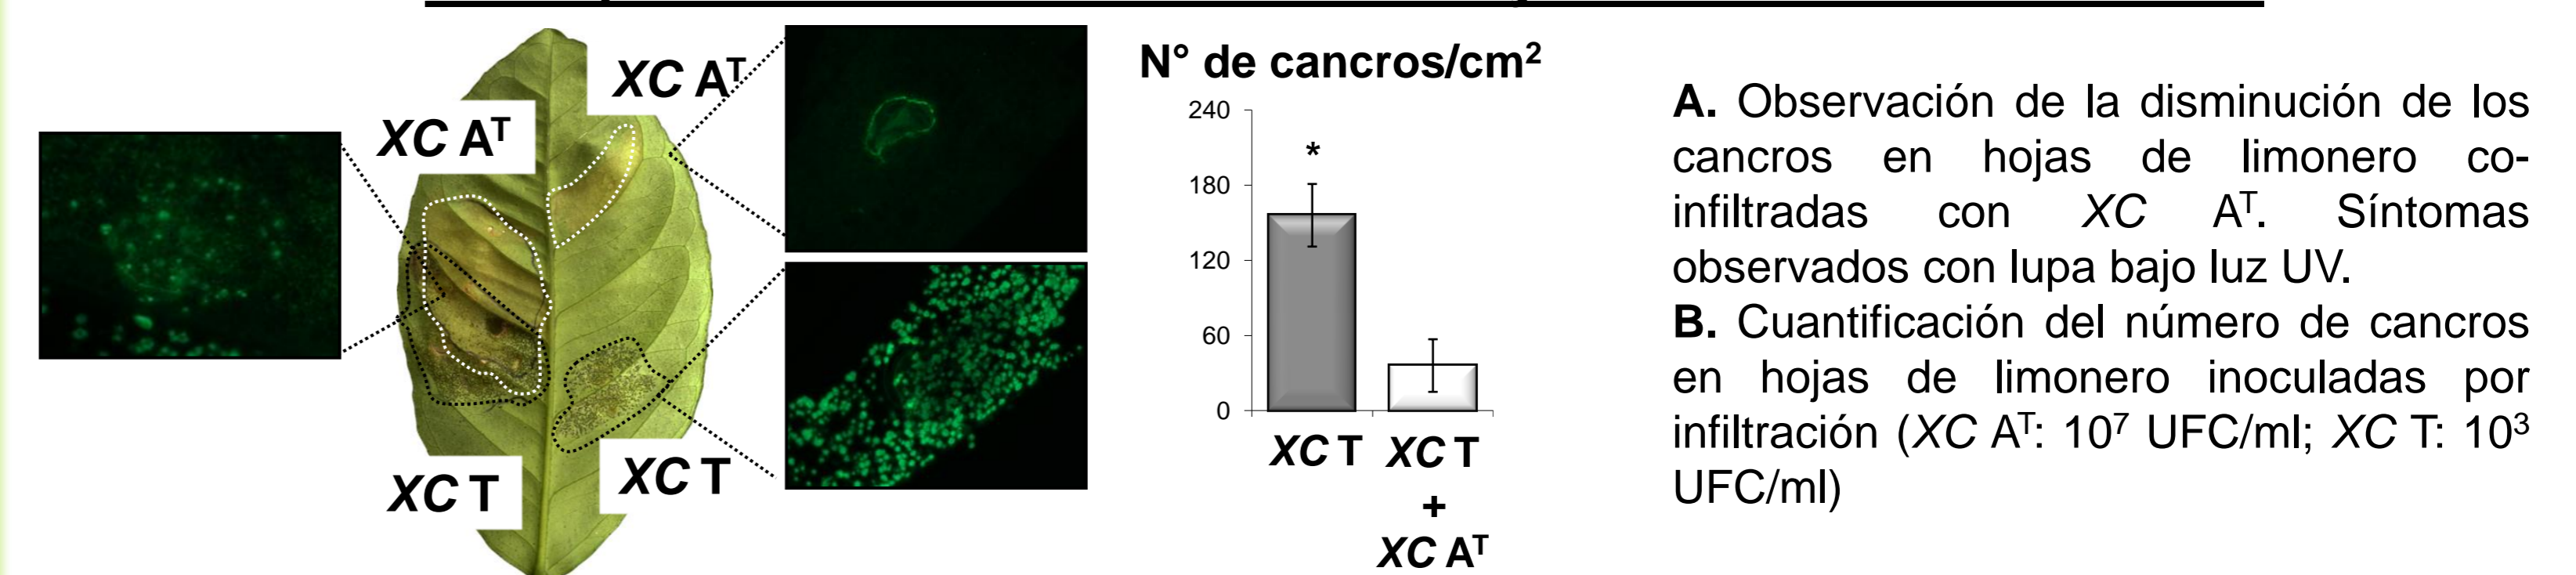 XC Aᵀ
XC Aᵀ
XC T
XC T
N° de cancros/cm²
240
180
120
60
0
*
XC T
XC T
+
XC Aᵀ
A. Observación de la disminución de los
cancros en hojas de limonero co-
infiltradas con XC Aᵀ. Síntomas
observados con lupa bajo luz UV.
B. Cuantificación del número de cancros
en hojas de limonero inoculadas por
infiltración (XC Aᵀ: 10⁷ UFC/ml; XC T: 10³
UFC/ml)